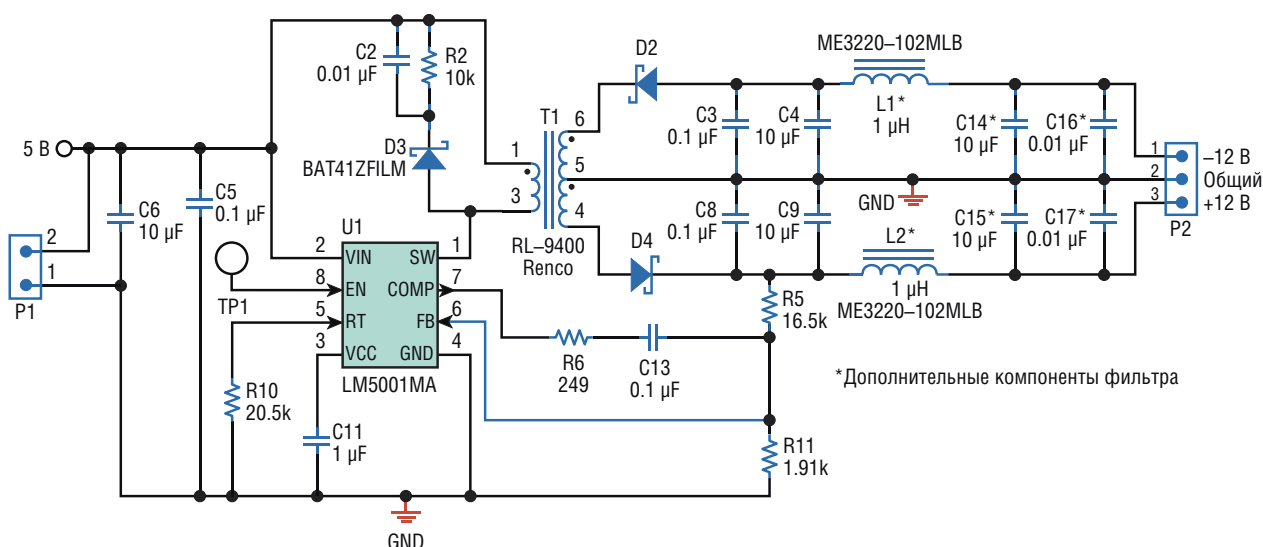 C2
0.01 µF
R2
10k
D3
BAT41ZFILM
5 В
C6
10 µF
C5
0.1 µF
2
1
P1
TP1
U1
2
VIN
SW
1
8
EN
COMP
7
5
RT
FB
6
3
VCC
GND
4
LM5001MA
R10
20.5k
C11
1 µF
GND
T1
1
3
6
5
4
RL–9400
Renco
D2
D4
C3
0.1 µF
C4
10 µF
C8
0.1 µF
C9
10 µF
ME3220–102MLB
L1*
1 µH
C14*
10 µF
C16*
0.01 µF
GND
C15*
10 µF
C17*
0.01 µF
L2*
1 µH
ME3220–102MLB
1
–12 В
2
Общий
3
+12 В
P2
R5
16.5k
R6
249
C13
0.1 µF
R11
1.91k
*Дополнительные компоненты фильтра